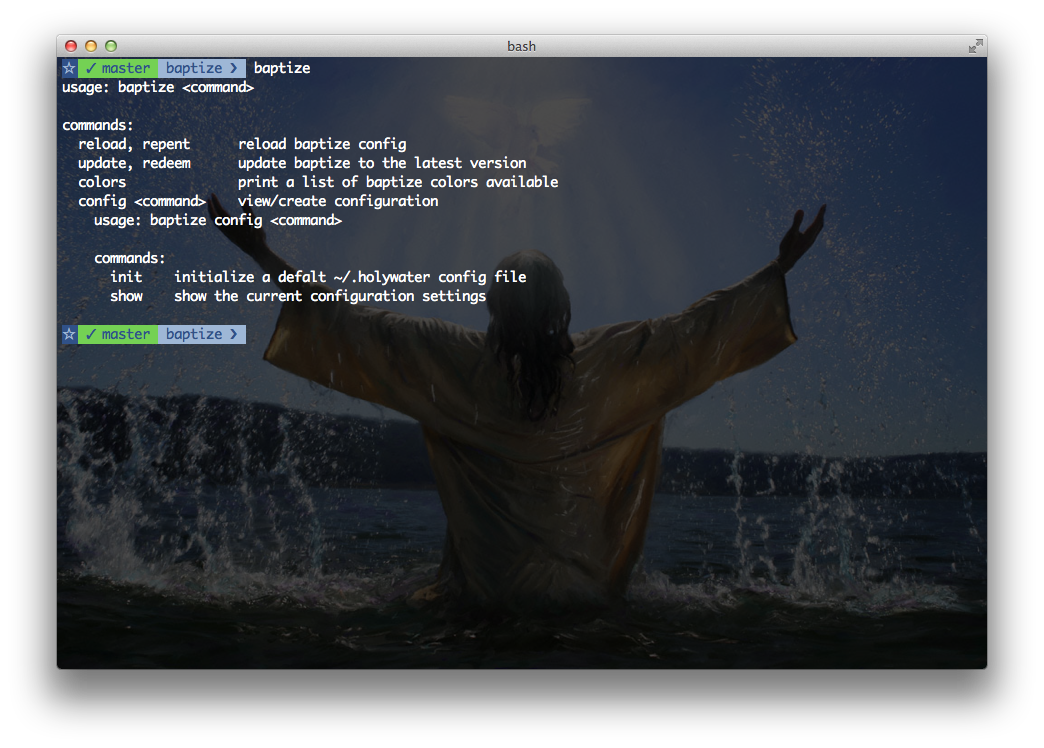 bash
☆ ✓ master baptize ❯ baptize
usage: baptize <command>
commands:
reload, repent reload baptize config
update, redeem update baptize to the latest version
colors print a list of baptize colors available
config <command> view/create configuration
usage: baptize config <command>
commands:
init initialize a defalt ~/.holywater config file
show show the current configuration settings
☆ ✓ master baptize ❯